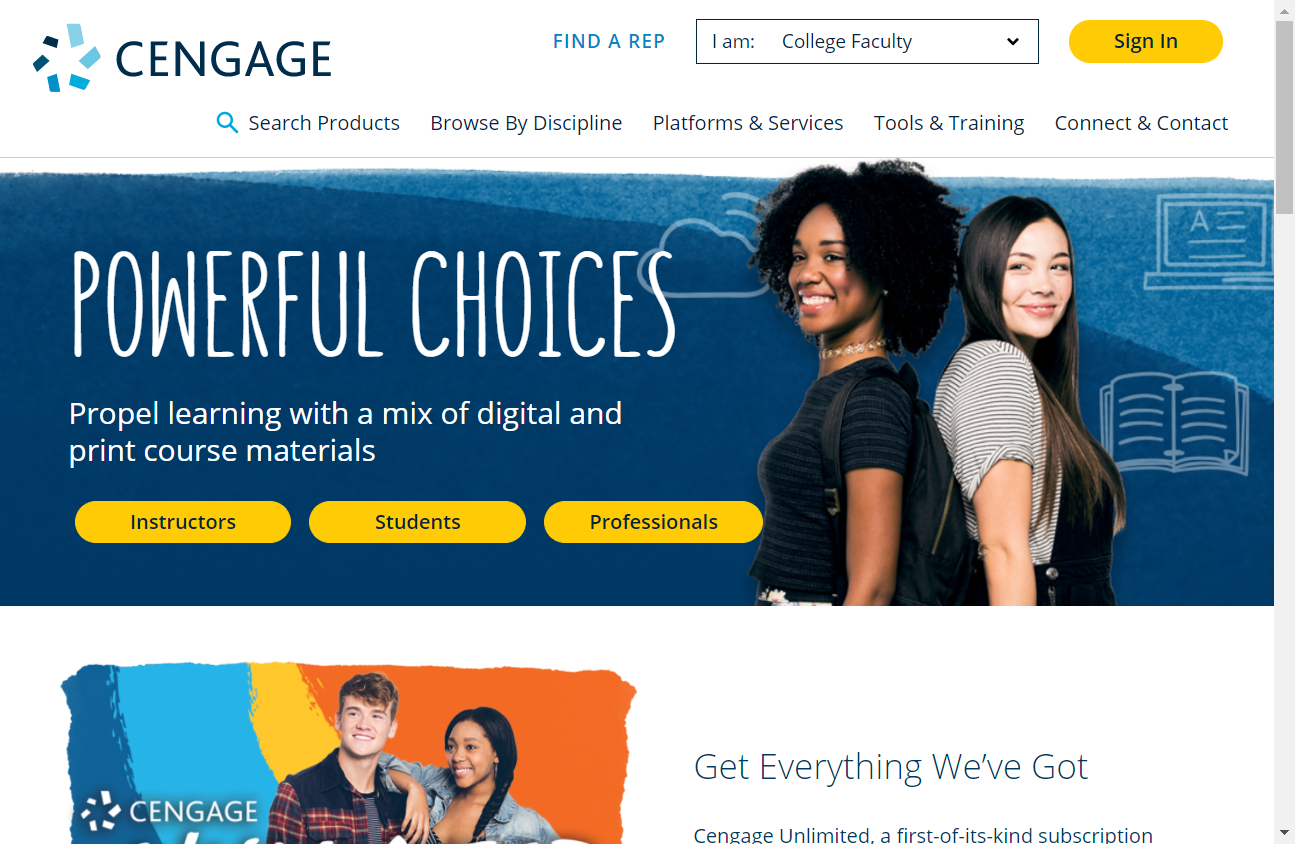 CENGAGE
FIND A REP
I am: College Faculty
Sign In
Search Products
Browse By Discipline
Platforms & Services
Tools & Training
Connect & Contact
POWERFUL CHOICES
A
Propel learning with a mix of digital and
print course materials
Instructors
Students
Professionals
CENGAGE
Get Everything We’ve Got
Cengage Unlimited, a first-of-its-kind subscription